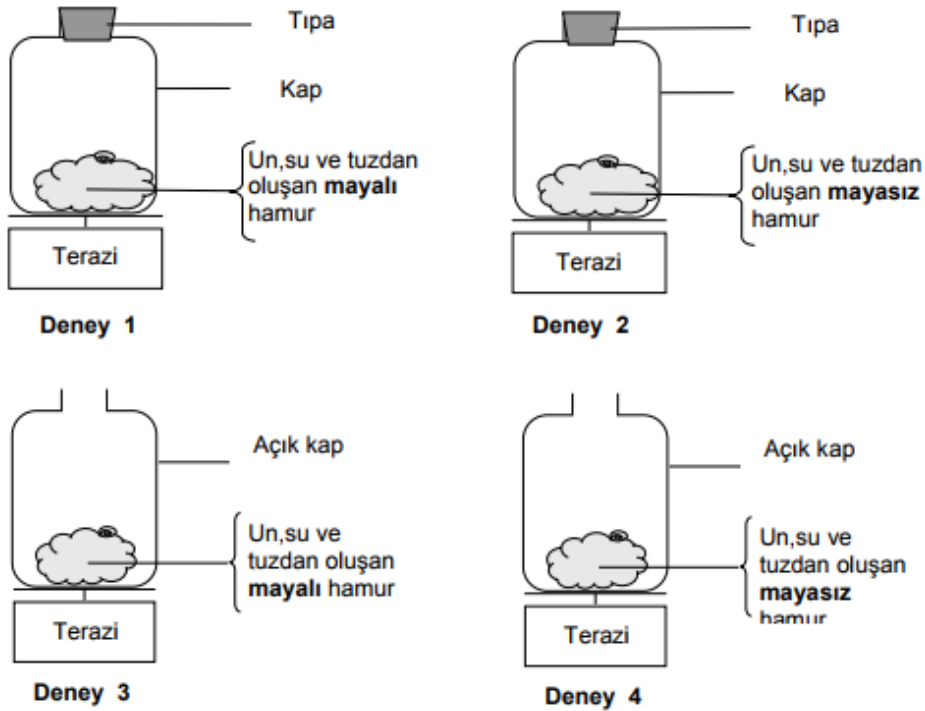 Tıpa
Kap
Un,su ve tuzdan
oluşan mayalı
hamur
Terazi
Deney 1
Tıpa
Kap
Un,su ve tuzdan
oluşan mayasız
hamur
Terazi
Deney 2
Açık kap
Un,su ve
tuzdan oluşan
mayalı hamur
Terazi
Deney 3
Açık kap
Un,su ve
tuzdan oluşan
mayasız
hamur
Terazi
Deney 4